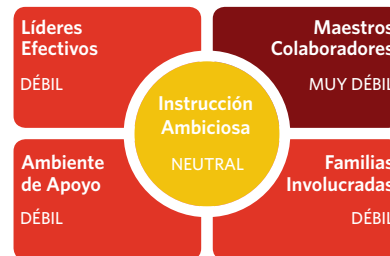 Líderes
Efectivos
DÉBIL
Maestros
Colaboradores
MUY DÉBIL
Instrucción
Ambiciosa
NEUTRAL
Ambiente
de Apoyo
DÉBIL
Familias
Involucradas
DÉBIL